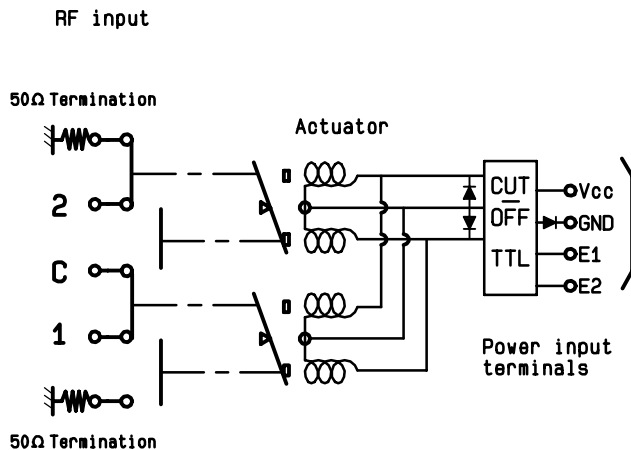 RF input
50Ω Termination
Actuator
2
C
1
50Ω Termination
CUT
OFF
TTL
Vcc
GND
E1
E2
Power input
terminals